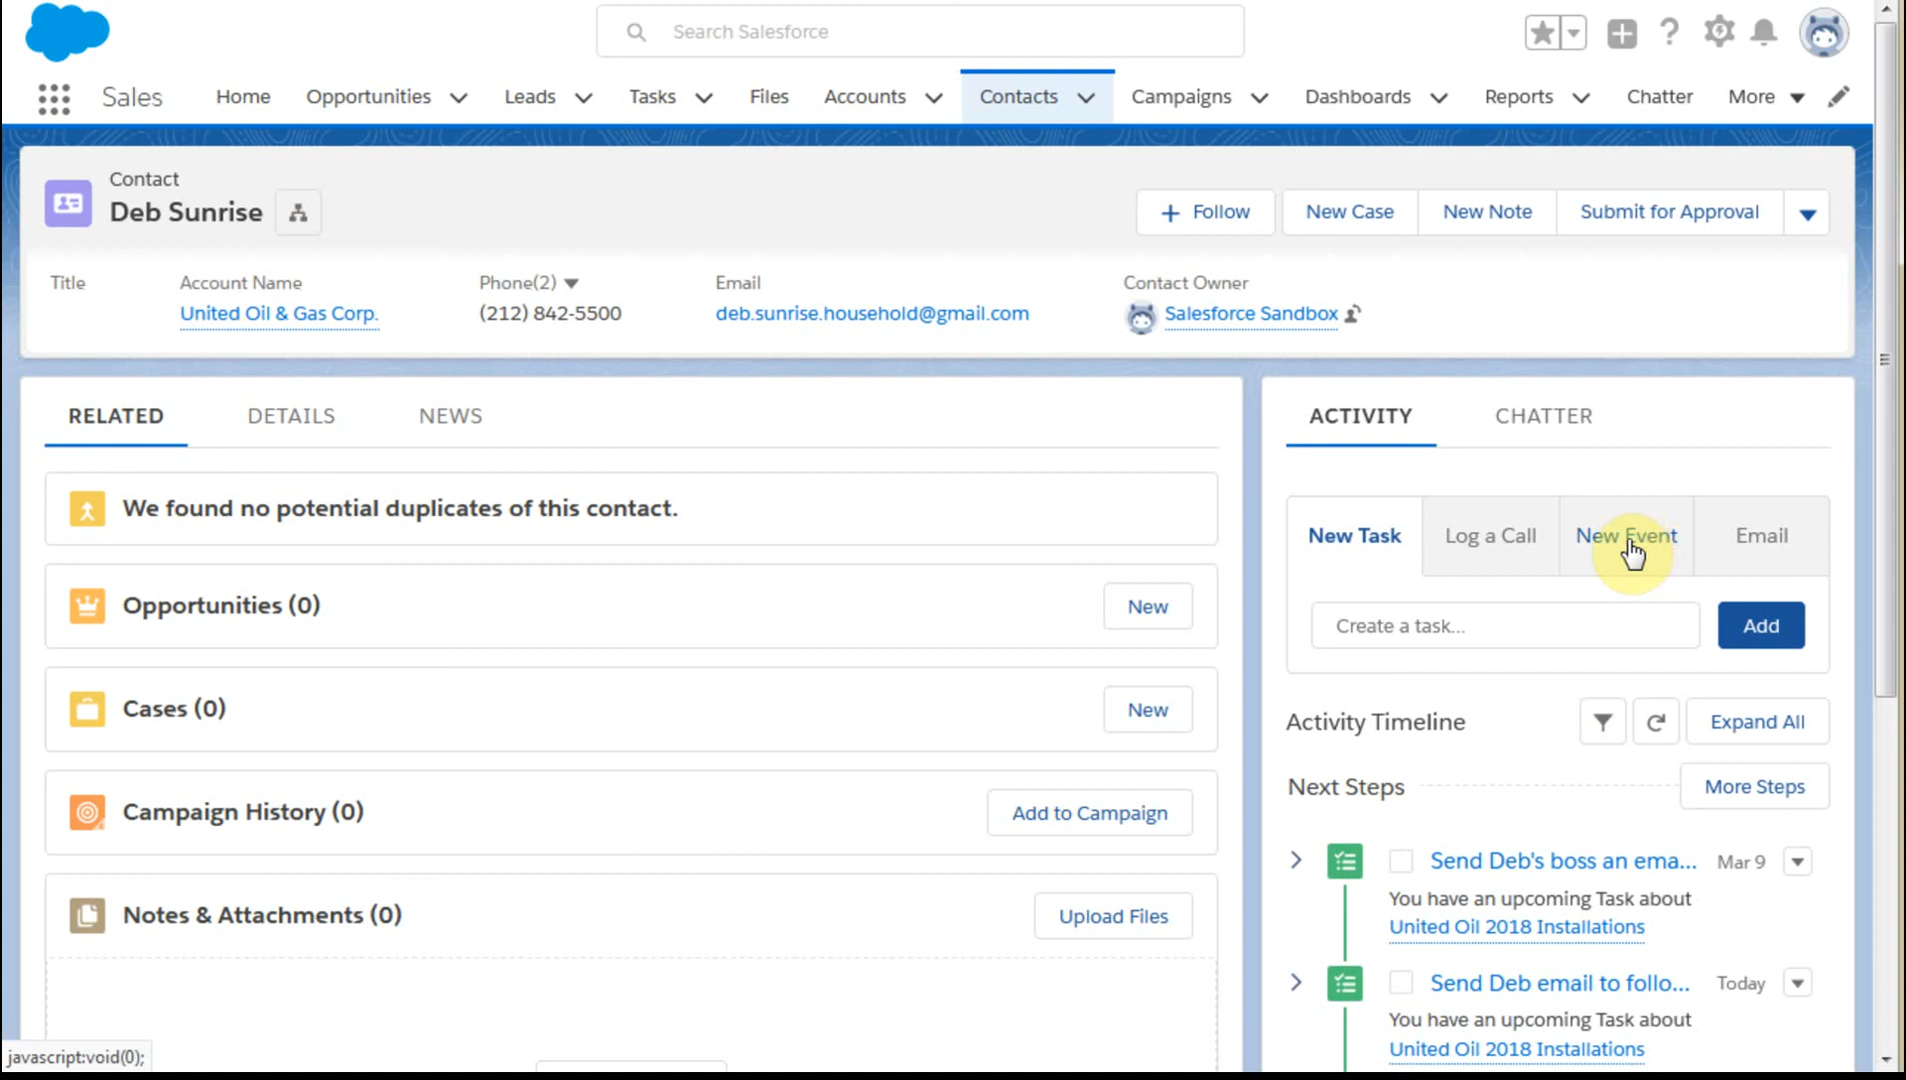 Search Salesforce
Sales Home Opportunities Leads Tasks Files Accounts Contacts Campaigns Dashboards Reports Chatter More
Contact
Deb Sunrise
Follow New Case New Note Submit for Approval
Title Account Name Phone(2) Email Contact Owner
United Oil & Gas Corp. (212) 842-5500 deb.sunrise.household@gmail.com Salesforce Sandbox
RELATED DETAILS NEWS
We found no potential duplicates of this contact.
Opportunities (0) New
Cases (0) New
Campaign History (0) Add to Campaign
Notes & Attachments (0) Upload Files
ACTIVITY CHATTER
New Task Log a Call New Event Email
Create a task... Add
Activity Timeline Expand All
Next Steps More Steps
Send Deb's boss an ema... Mar 9
You have an upcoming Task about
United Oil 2018 Installations
Send Deb email to follo... Today
You have an upcoming Task about
United Oil 2018 Installations
javascript:void(0);